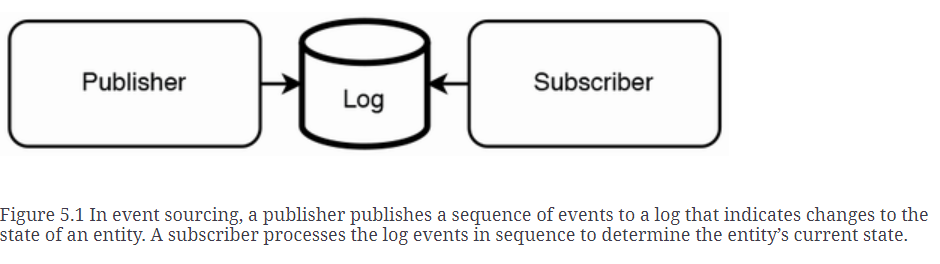 Publisher
Log
Subscriber
Figure 5.1 In event sourcing, a publisher publishes a sequence of events to a log that indicates changes to the
state of an entity. A subscriber processes the log events in sequence to determine the entity’s current state.